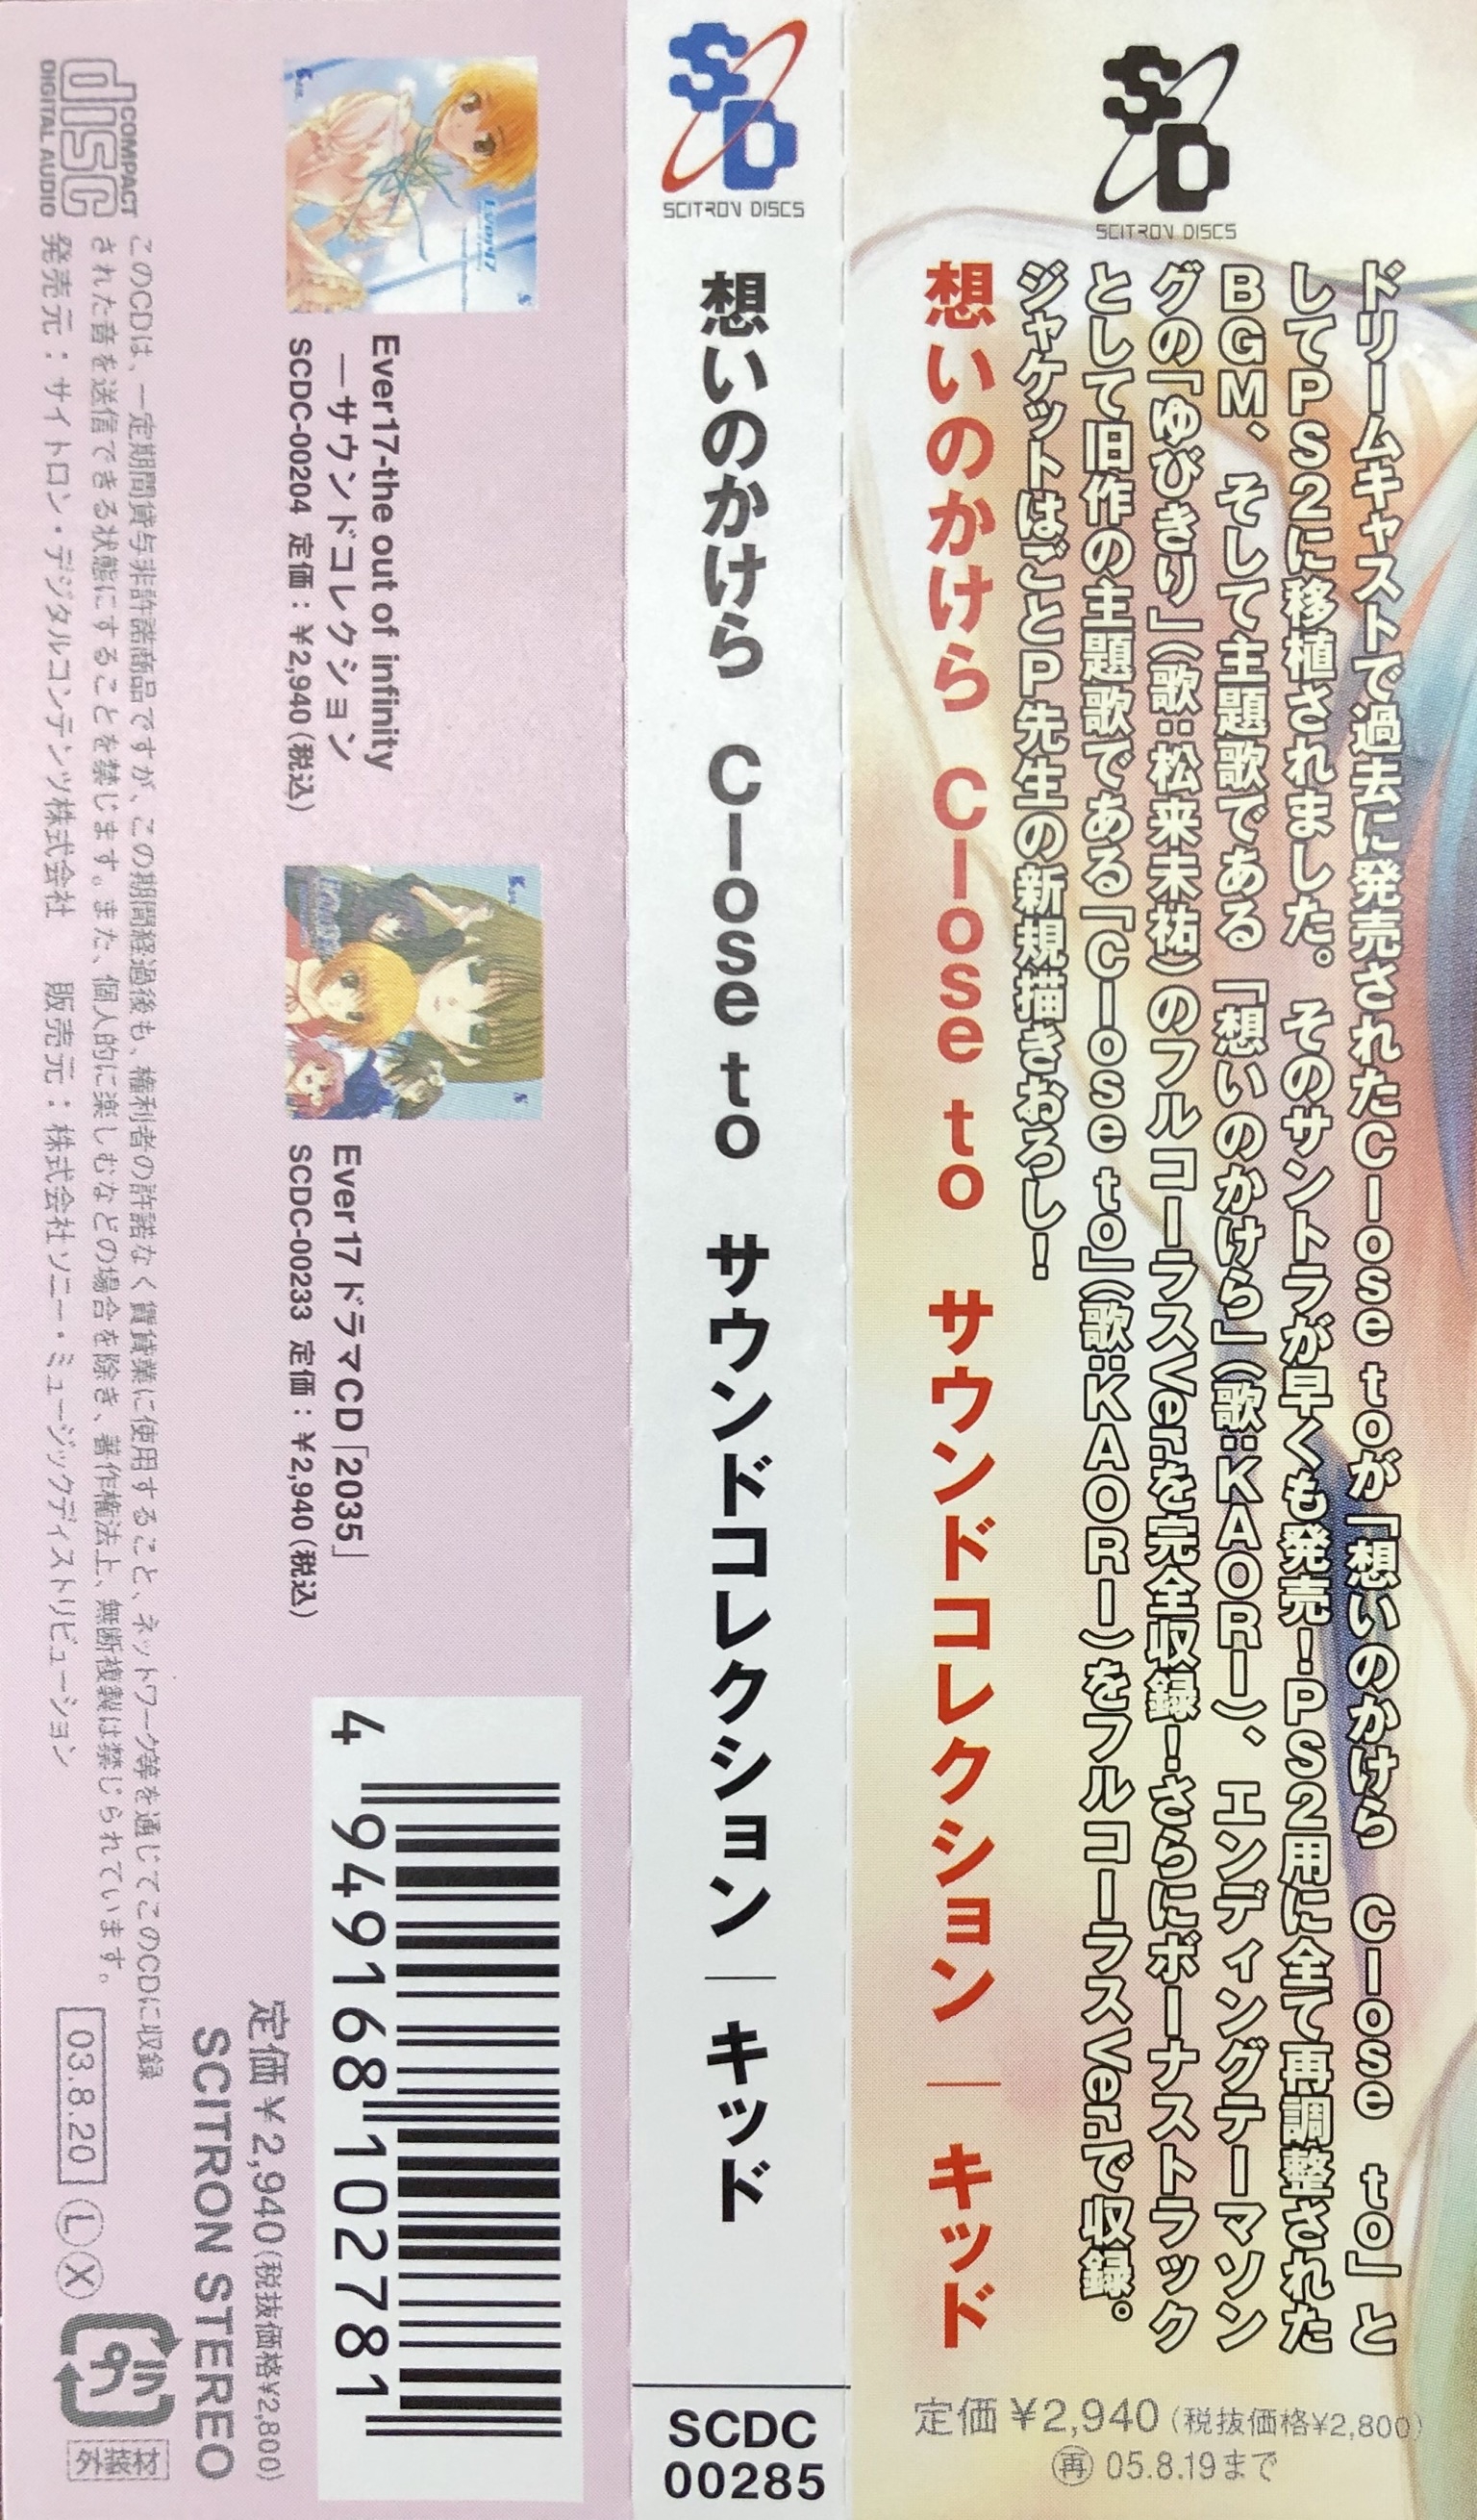 SCITRON DISCS
ドリームキャストで過去に発売されたClose toが「想いのかけら Close to」と
してPS2に移植されました。そのサントラが早くも発売!PS2用に全て再調整された
BGM、そして主題歌である「想いのかけら」(歌:KAORI)、エンディングテーマソン
グの「ゆびきり」(歌:松来未祐)のフルコーラスVer.を完全収録!さらにボーナストラック
として旧作の主題歌である「Close to」(歌:KAORI)をフルコーラスVer.で収録。
ジャケットはごとP先生の新規描きおろし!
想いのかけら Close to サウンドコレクション | キッド
定価¥2,940(税抜価格¥2,800)
再 05.8.19まで
SCITRON DISCS
想いのかけら Close to サウンドコレクション | キッド
SCDC
00285
Ever17
Ever17-the out of infinity
—サウンドコレクション
SCDC-00204 定価:¥2,940(税込)
Ever17 ドラマCD「2035」
SCDC-00233 定価:¥2,940(税込)
4 949168 102781
定価¥2,940(税抜価格¥2,800)
SCITRON STEREO
COMPACT
disc
DIGITAL AUDIO
このCDは、一定期間貸与非許諾商品ですが、この期間経過後も、権利者の許諾なく賃貸業に使用すること、ネットワーク等を通じてこのCDに収録
された音を送信できる状態にすることを禁じます。また、個人的に楽しむなどの場合を除き、著作権法上、無断複製は禁じられています。
発売元:サイトロン・デジタルコンテンツ株式会社 販売元:株式会社ソニー・ミュージックディストリビューション
03.8.20 Ⓛ Ⓧ
プラ
外装材